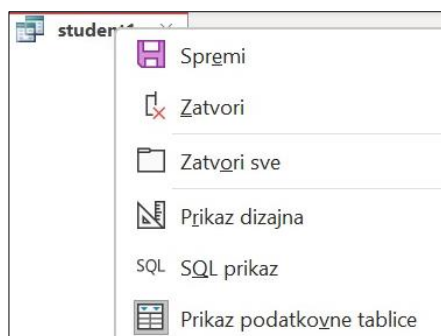 student1
Spremi
Zatvori
Zatvori sve
Prikaz dizajna
SQL SQL prikaz
Prikaz podatkovne tablice